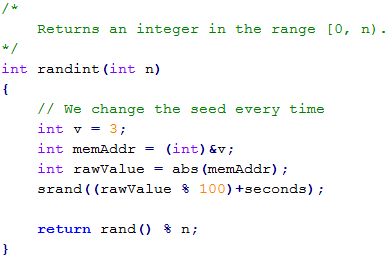 /*
    Returns an integer in the range [0, n).
*/
int randint(int n)
{
    // We change the seed every time
    int v = 3;
    int memAddr = (int)&v;
    int rawValue = abs(memAddr);
    srand((rawValue % 100)+seconds);

    return rand() % n;
}